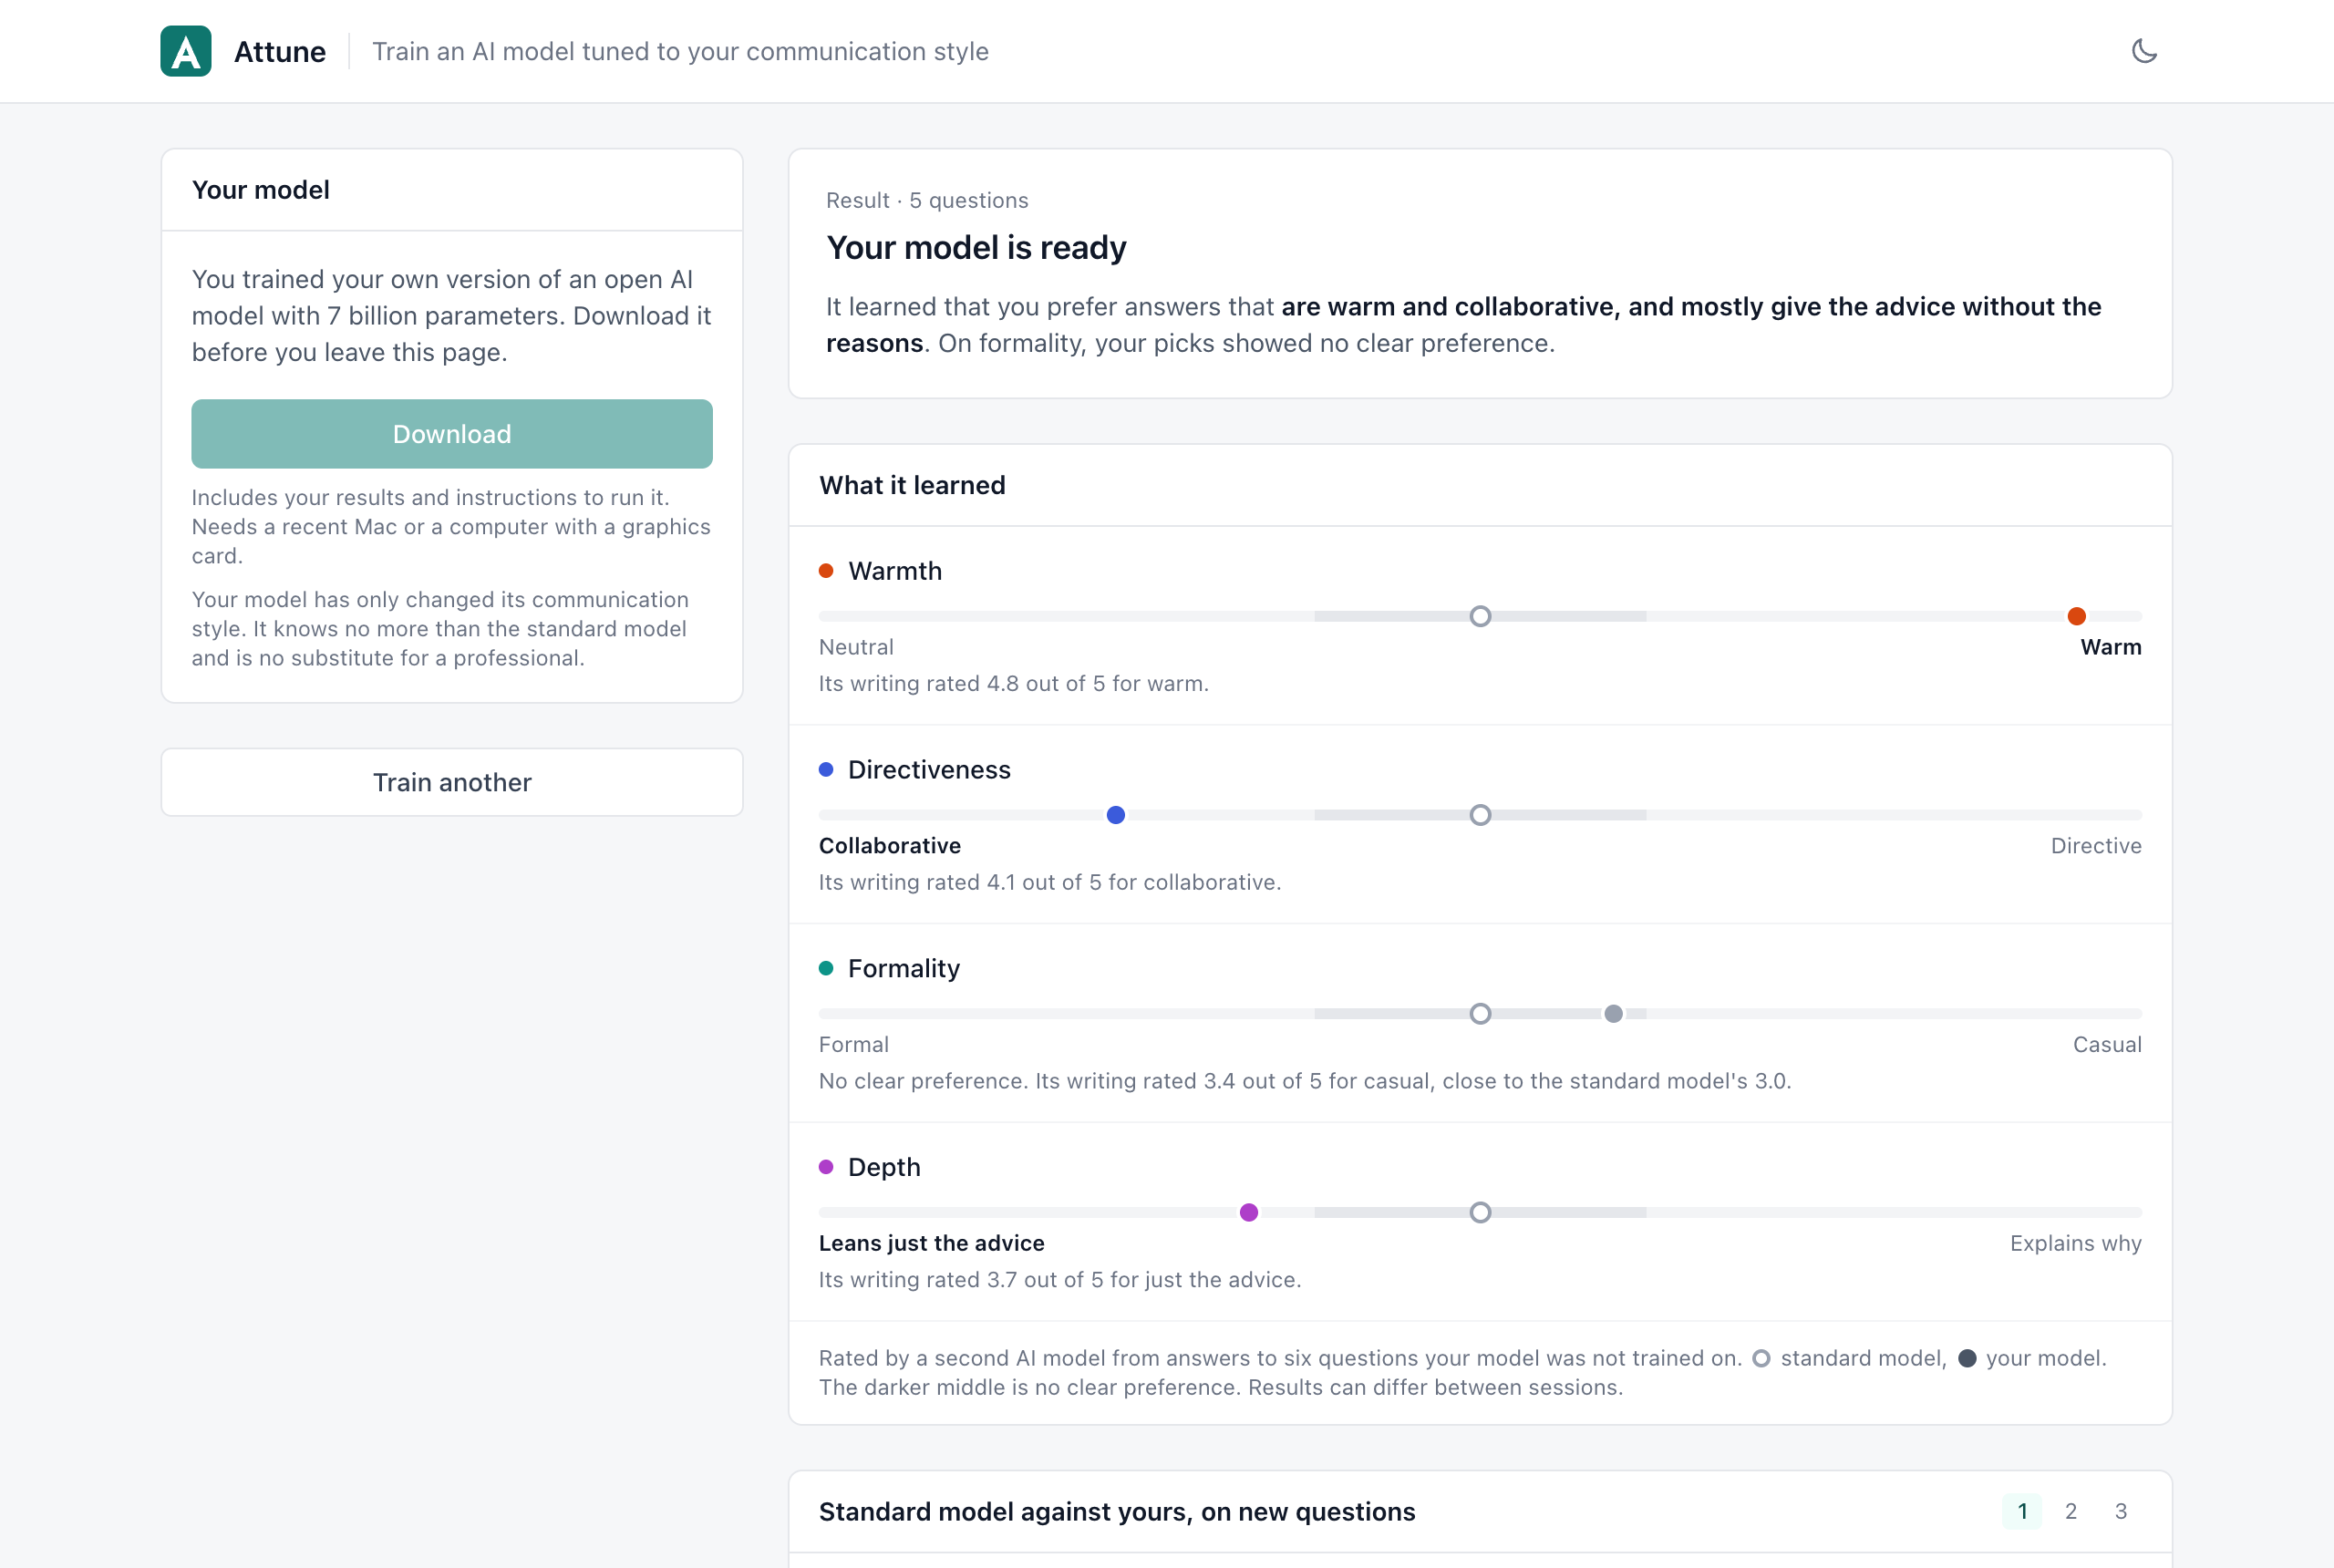 Attune
Train an AI model tuned to your communication style
Your model
You trained your own version of an open AI
model with 7 billion parameters. Download it
before you leave this page.
Download
Includes your results and instructions to run it.
Needs a recent Mac or a computer with a graphics
card.
Your model has only changed its communication
style. It knows no more than the standard model
and is no substitute for a professional.
Train another
Result · 5 questions
Your model is ready
It learned that you prefer answers that are warm and collaborative, and mostly give the advice without the
reasons. On formality, your picks showed no clear preference.
What it learned
Warmth
Neutral
Warm
Its writing rated 4.8 out of 5 for warm.
Directiveness
Collaborative
Directive
Its writing rated 4.1 out of 5 for collaborative.
Formality
Formal
Casual
No clear preference. Its writing rated 3.4 out of 5 for casual, close to the standard model's 3.0.
Depth
Leans just the advice
Explains why
Its writing rated 3.7 out of 5 for just the advice.
Rated by a second AI model from answers to six questions your model was not trained on. standard model, your model.
The darker middle is no clear preference. Results can differ between sessions.
Standard model against yours, on new questions
1 2 3